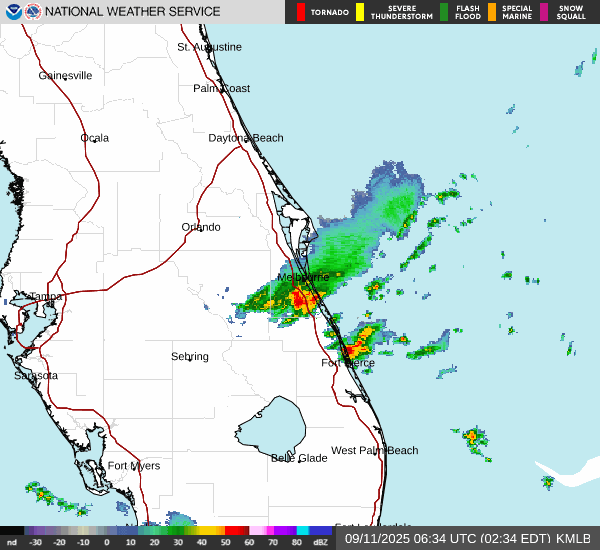 NATIONAL WEATHER SERVICE
TORNADO
SEVERE
THUNDERSTORM
FLASH
FLOOD
SPECIAL
MARINE
SNOW
SQUALL
St. Augustine
Gainesville
Palm Coast
Ocala
Daytona Beach
Orlando
Melbourne
Tampa
Sebring
Fort Pierce
Sarasota
West Palm Beach
Belle Glade
Fort Myers
nd -30 -20 -10 0 10 20 30 40 50 60 70 80 dBZ
09/11/2025 06:34 UTC (02:34 EDT) KMLB